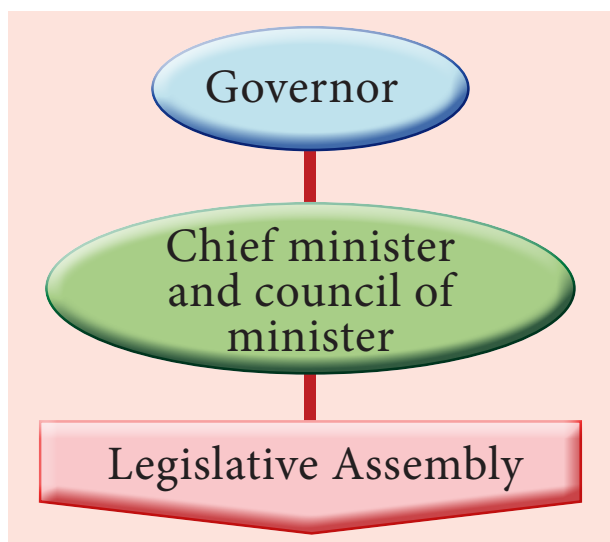 Governor
Chief minister
and council of
minister
Legislative Assembly